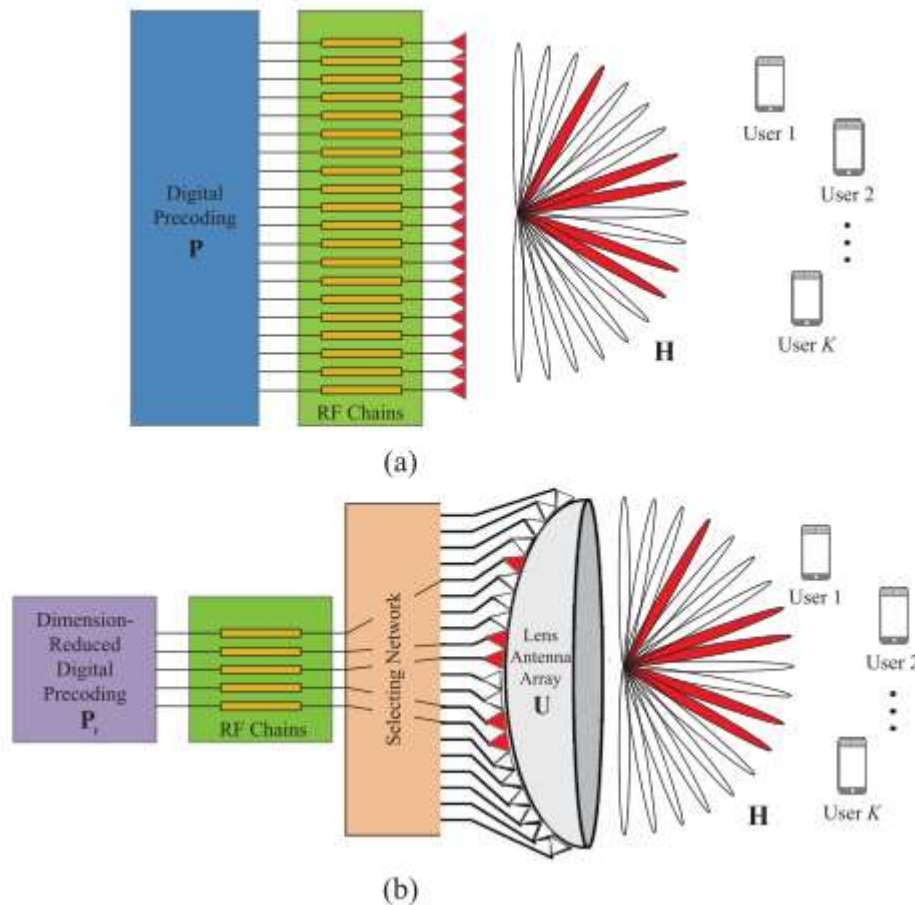 Digital
Precoding
P
RF Chains
H
User 1
User 2
User K
(a)
Dimension-
Reduced
Digital
Precoding
Pr
RF Chains
Selecting Network
Lens
Antenna
Array
U
H
User 1
User 2
User K
(b)